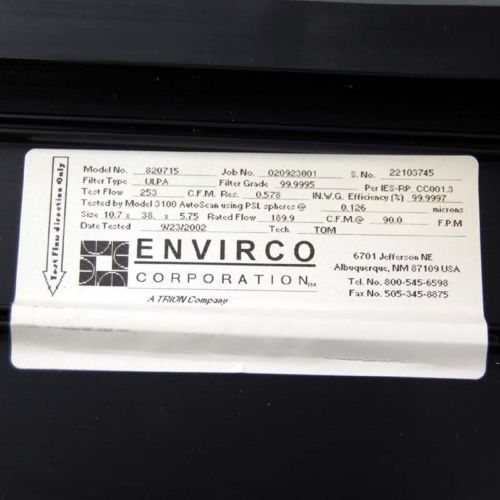 Test Flow direction Only
Model No. 820715 Job No. 020923001 S. No. 22103745
Filter Type ULPA Filter Grade 99.9995 Per IES-RP_CC001.3
Test Flow 253 C.F.M. Res. 0.578 IN.W.G. Efficiency (%) 99.9997
Tested by Model 3100 AutoScan using PSL spheres @ 0.126 microns
Size 10.7 x 38. x 5.75 Rated Flow 189.9 C.F.M.@ 90.0 F.P.M
Date Tested 9/23/2002 Tech. TOM
ENVIRCO
CORPORATION TM
A TRION Company
6701 Jefferson NE
Albuquerque, NM 87109 USA
Tel. No. 800-545-6598
Fax No. 505-345-8875